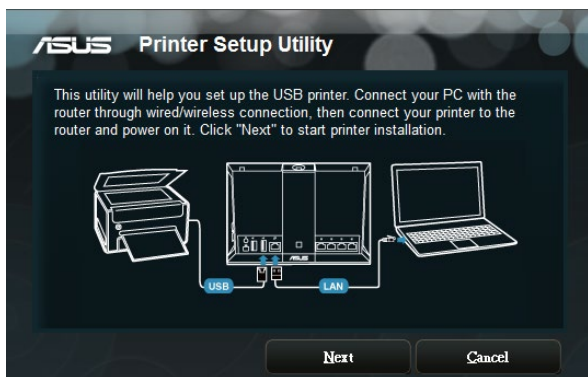 ASUS Printer Setup Utility
This utility will help you set up the USB printer. Connect your PC with the
router through wired/wireless connection, then connect your printer to the
router and power on it. Click "Next" to start printer installation.
ASUS
USB
LAN
Next
Cancel